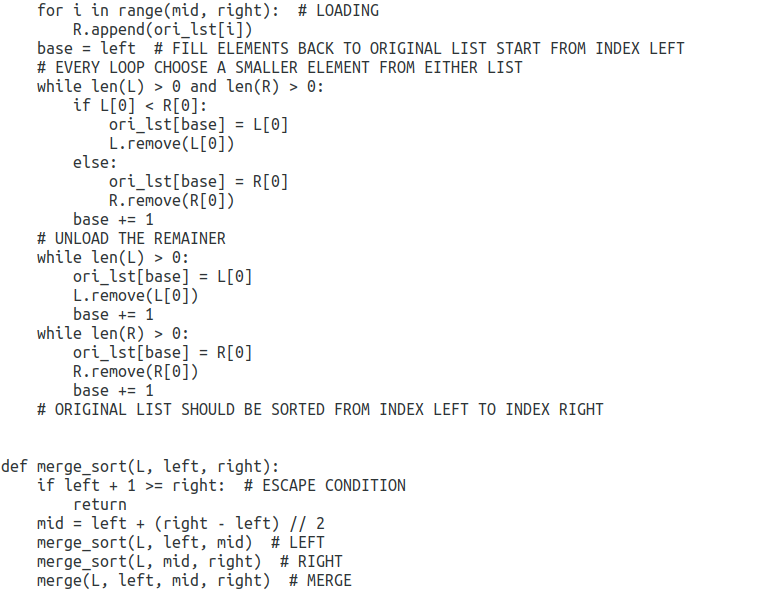 for i in range(mid, right):  # LOADING
        R.append(ori_lst[i])
    base = left  # FILL ELEMENTS BACK TO ORIGINAL LIST START FROM INDEX LEFT
    # EVERY LOOP CHOOSE A SMALLER ELEMENT FROM EITHER LIST
    while len(L) > 0 and len(R) > 0:
        if L[0] < R[0]:
            ori_lst[base] = L[0]
            L.remove(L[0])
        else:
            ori_lst[base] = R[0]
            R.remove(R[0])
        base += 1
    # UNLOAD THE REMAINER
    while len(L) > 0:
        ori_lst[base] = L[0]
        L.remove(L[0])
        base += 1
    while len(R) > 0:
        ori_lst[base] = R[0]
        R.remove(R[0])
        base += 1
    # ORIGINAL LIST SHOULD BE SORTED FROM INDEX LEFT TO INDEX RIGHT


def merge_sort(L, left, right):
    if left + 1 >= right:  # ESCAPE CONDITION
        return
    mid = left + (right - left) // 2
    merge_sort(L, left, mid)  # LEFT
    merge_sort(L, mid, right)  # RIGHT
    merge(L, left, mid, right)  # MERGE